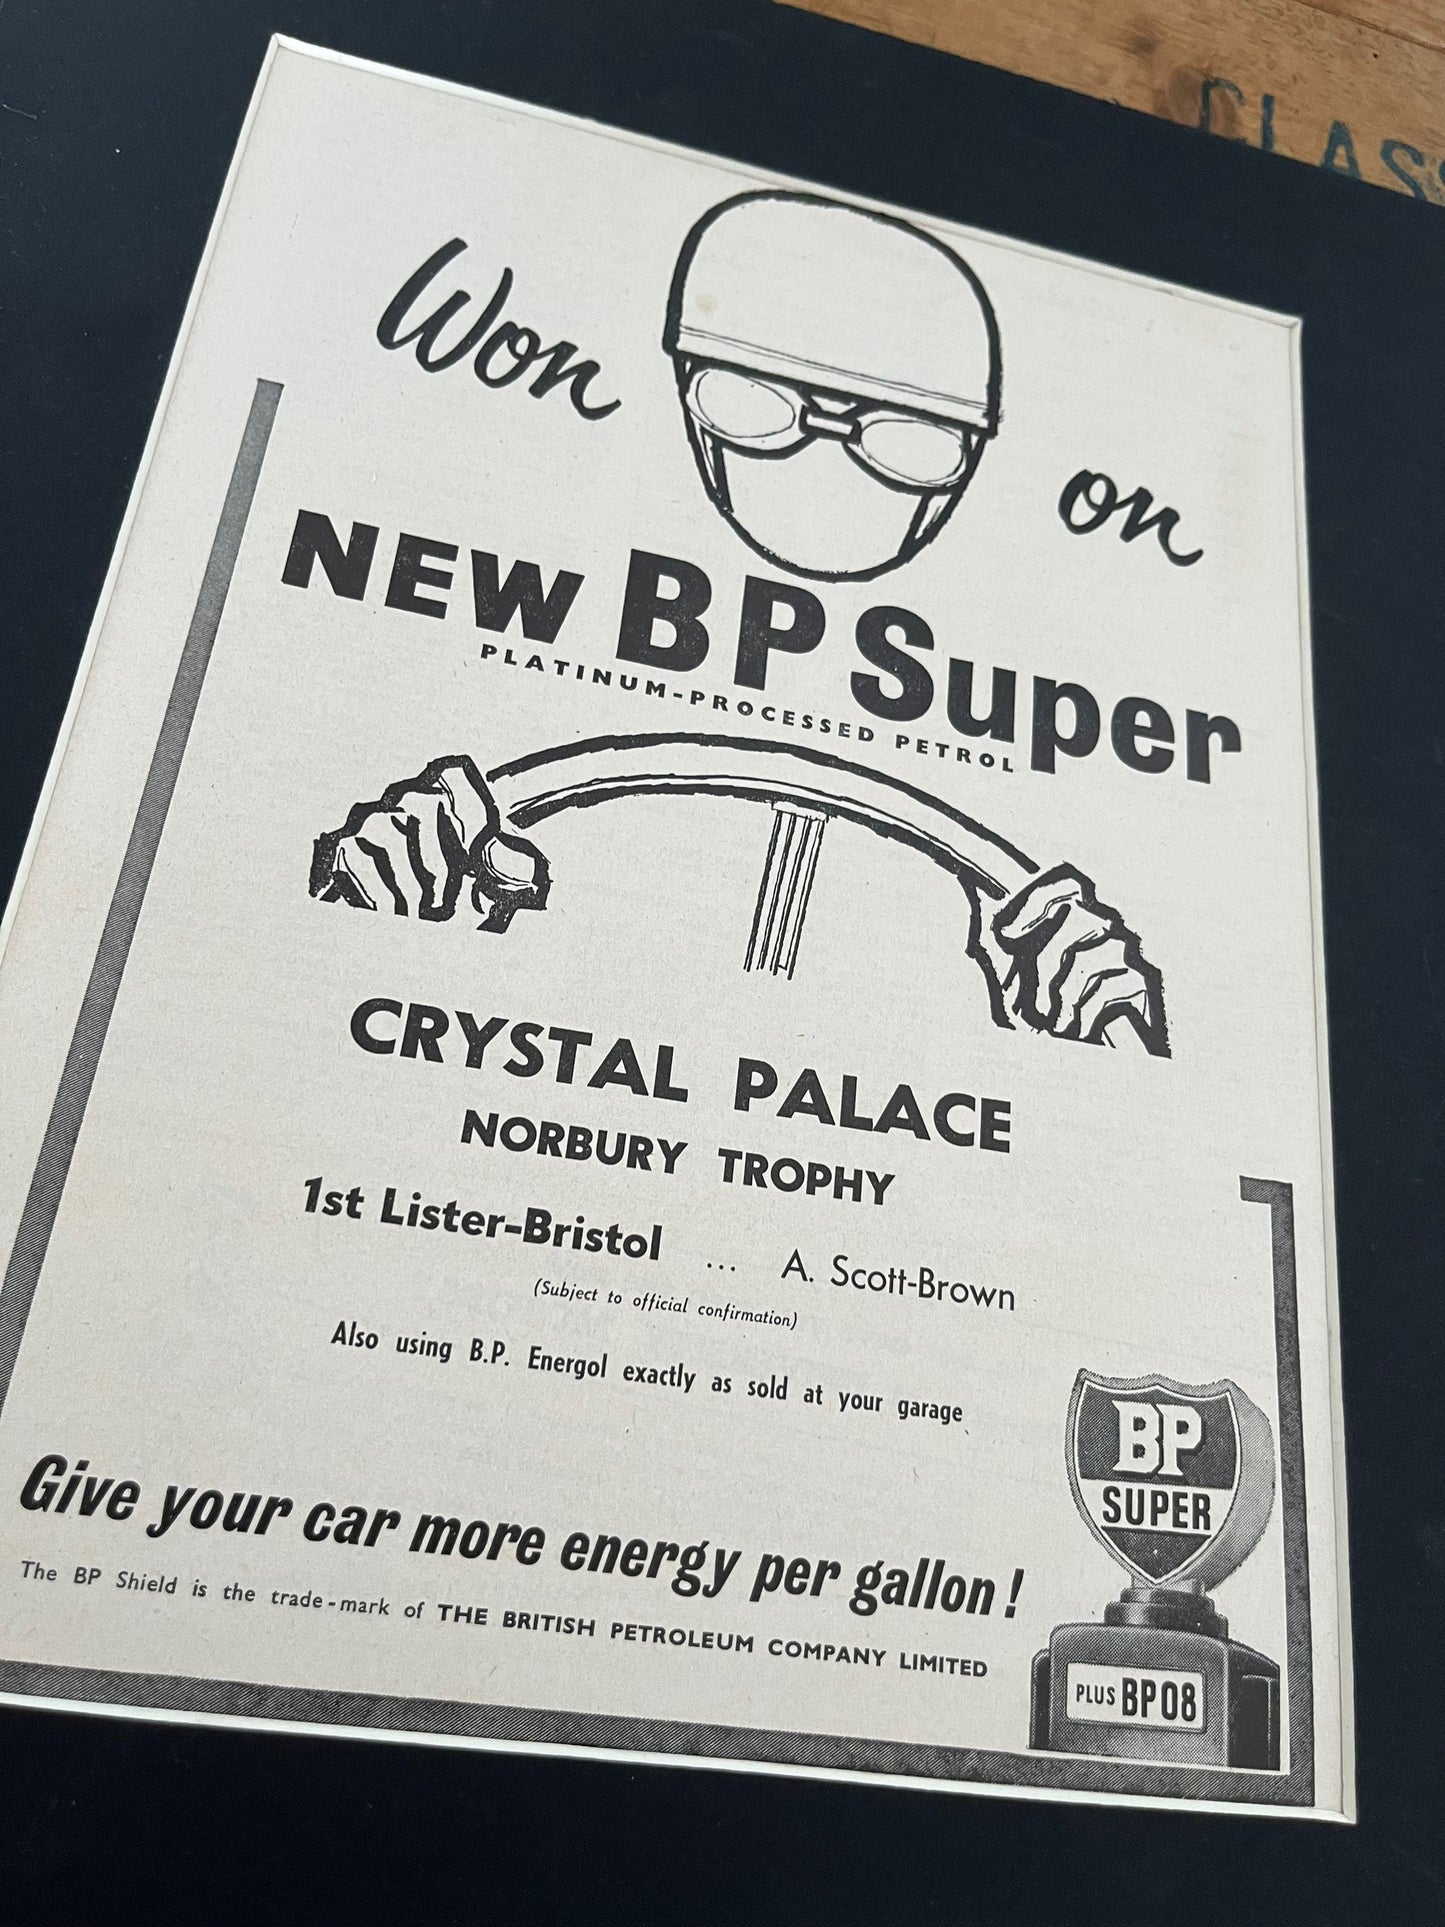 CLASS
Won on
NEW BP Super
PLATINUM-PROCESSED PETROL
CRYSTAL PALACE
NORBURY TROPHY
1st Lister-Bristol ... A. Scott-Brown
(Subject to official confirmation)
Also using B.P. Energol exactly as sold at your garage
BP
SUPER
Give your car more energy per gallon!
The BP Shield is the trade-mark of THE BRITISH PETROLEUM COMPANY LIMITED
PLUS BP08